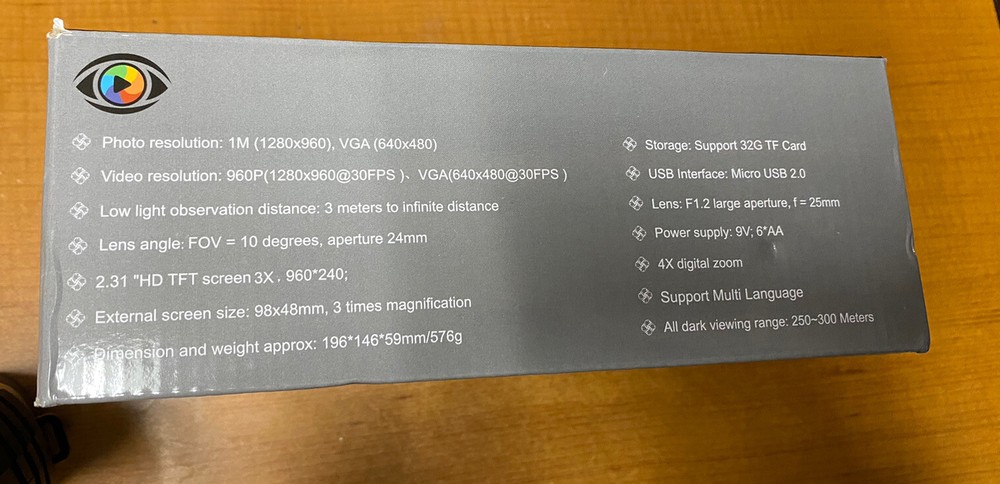 Photo resolution: 1M (1280x960), VGA (640x480)
Video resolution: 960P(1280x960@30FPS )、VGA(640x480@30FPS )
Low light observation distance: 3 meters to infinite distance
Lens angle: FOV = 10 degrees, aperture 24mm
2.31 "HD TFT screen 3X , 960*240;
External screen size: 98x48mm, 3 times magnification
Dimension and weight approx: 196*146*59mm/576g
Storage: Support 32G TF Card
USB Interface: Micro USB 2.0
Lens: F1.2 large aperture, f = 25mm
Power supply: 9V; 6*AA
4X digital zoom
Support Multi Language
All dark viewing range: 250~300 Meters